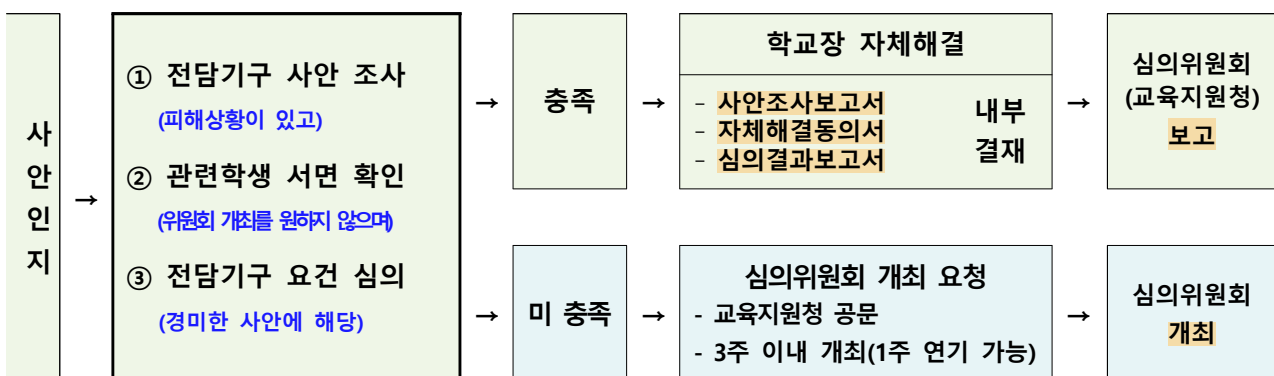 사
안
인
지
→
① 전담기구 사안 조사
(피해상황이 있고)
② 관련학생 서면 확인
(위원회 개최를 원하지 않으며)
③ 전담기구 요건 심의
(경미한 사안에 해당)
→
충족
→
학교장 자체해결
- 사안조사보고서
- 자체해결동의서
- 심의결과보고서
내부
결재
→
심의위원회
(교육지원청)
보고
→
미 충족
→
심의위원회 개최 요청
- 교육지원청 공문
- 3주 이내 개최(1주 연기 가능)
→
심의위원회
개최